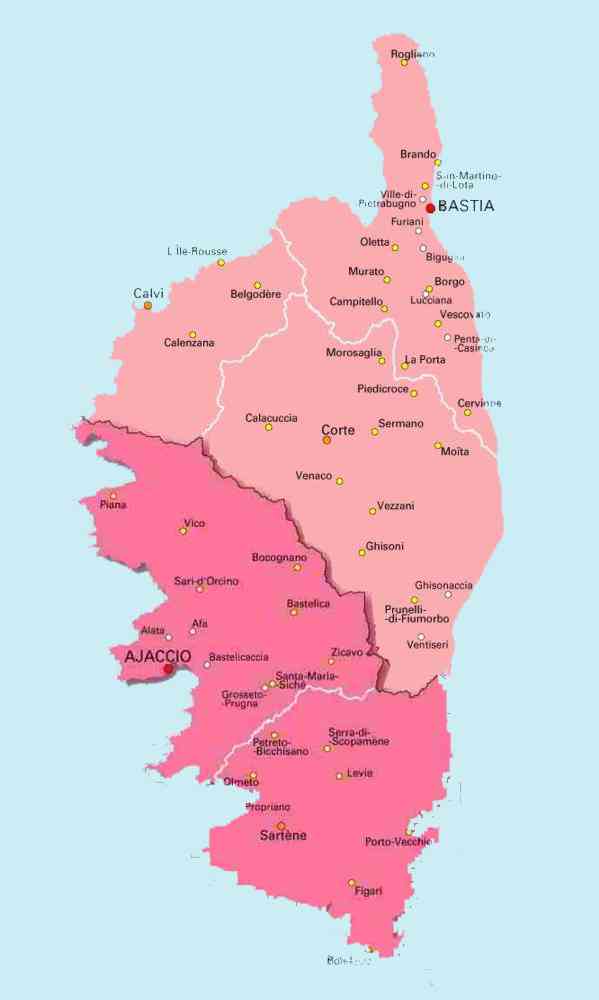 Rogliano
Brando
San-Martino-
-di-Lota
Ville-di-
Pietrabugno
BASTIA
Furiani
Oletta
Biguglia
L'Île-Rousse
Murato
Borgo
Belgodère
Lucciana
Calvi
Campitello
Vescovato
Calenzana
Penta-di-
-Casinca
Morosaglia
La Porta
Piedicroce
Cervione
Calacuccia
Sermano
Corte
Moïta
Venaco
Piana
Vezzani
Vico
Ghisoni
Bocognano
Sari-d'Orcino
Ghisonaccia
Bastelica
Prunelli-
-di-Fiumorbo
Afa
Alata
Ventiseri
AJACCIO
Bastelicaccia
Zicavo
Santa-Maria-
-Siché
Grosseto-
-Prugna
Serra-di-
-Scopamène
Petreto-
-Bicchisano
Levie
Olmeto
Propriano
Sartène
Porto-Vecchio
Figari